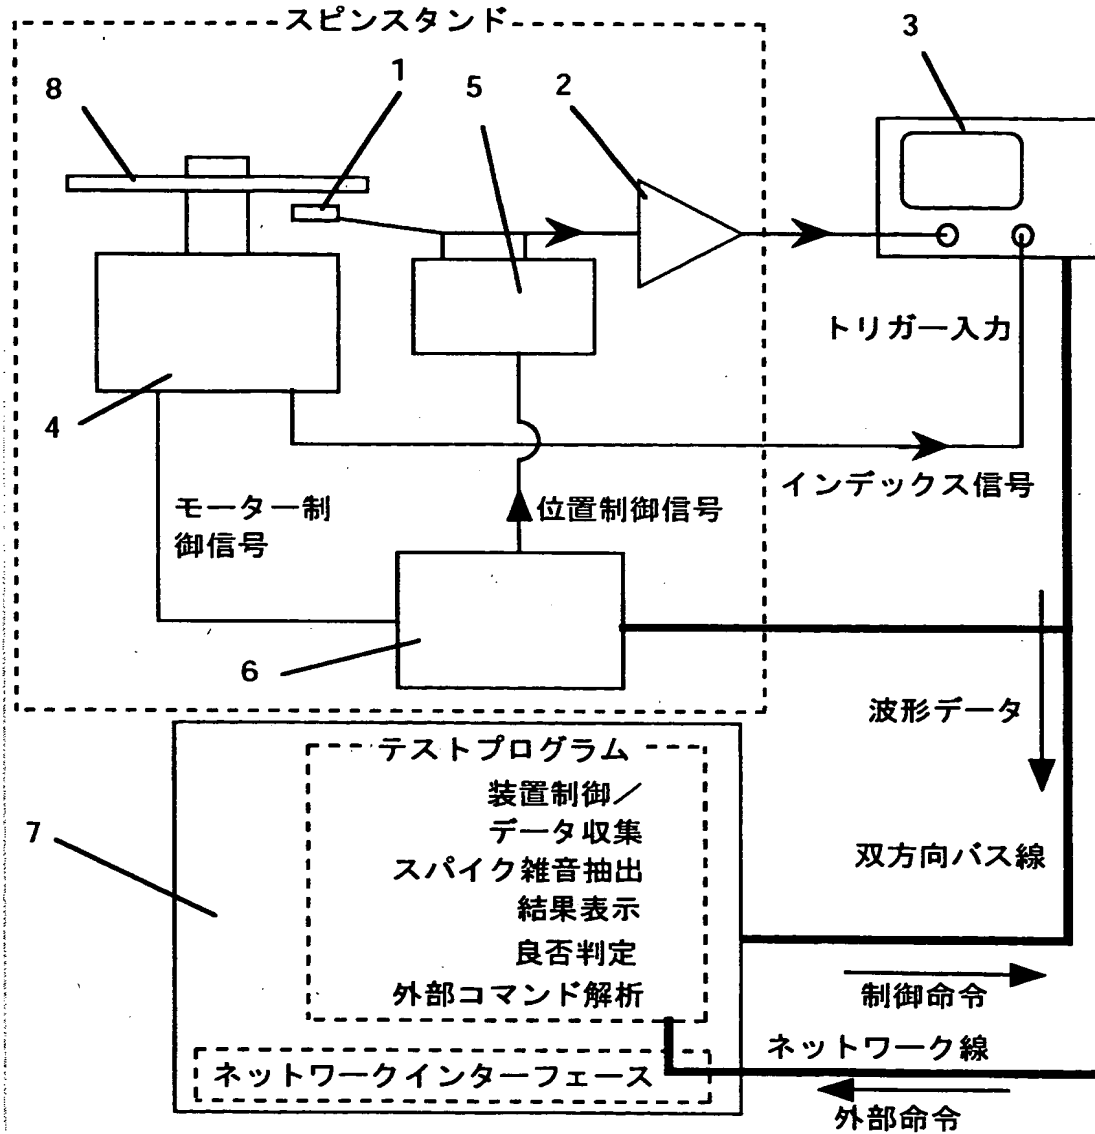 スピンスタンド
3
8
1
5
2
トリガー入力
4
インデックス信号
モーター制
御信号
位置制御信号
6
波形データ
テストプログラム
装置制御／
データ収集
スパイク雑音抽出
結果表示
良否判定
外部コマンド解析
7
双方向バス線
制御命令
ネットワーク線
ネットワークインターフェース
外部命令